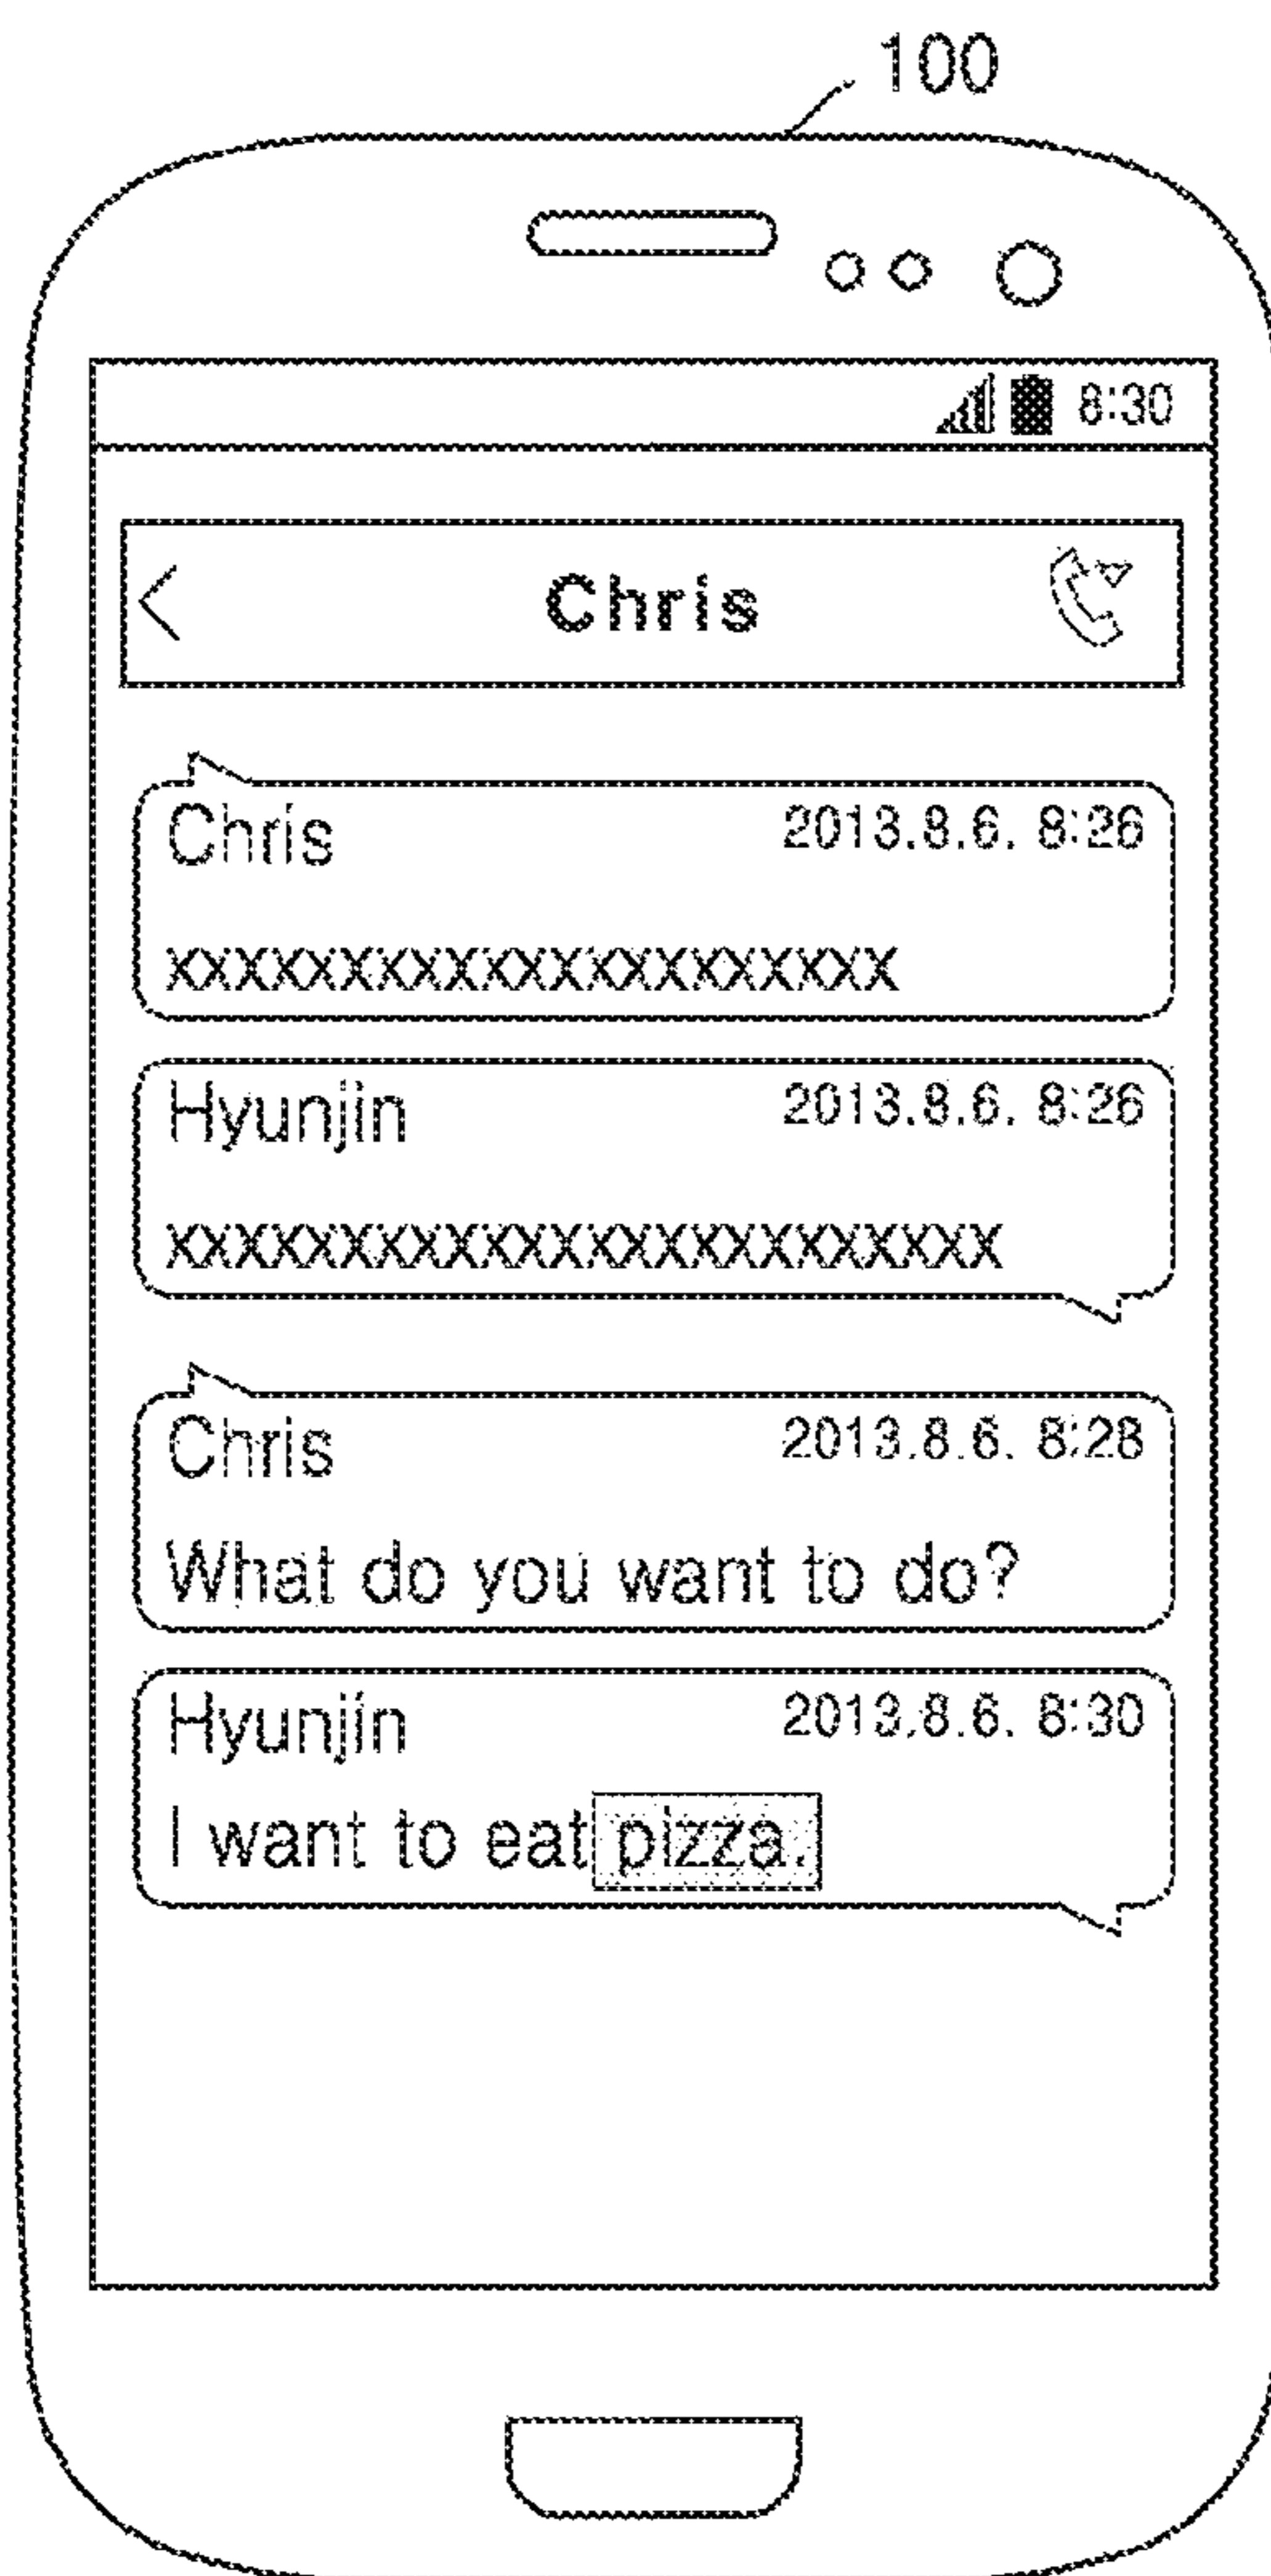 100
8:30
Chris
Chris 2013.8.6. 8:26
xxxxxxxxxxxxxxxxxxxxx
Hyunjin 2013.8.6. 8:26
xxxxxxxxxxxxxxxxxxxxxxxx
Chris 2013.8.6. 8:28
What do you want to do?
Hyunjin 2013.8.6. 8:30
I want to eat pizza.